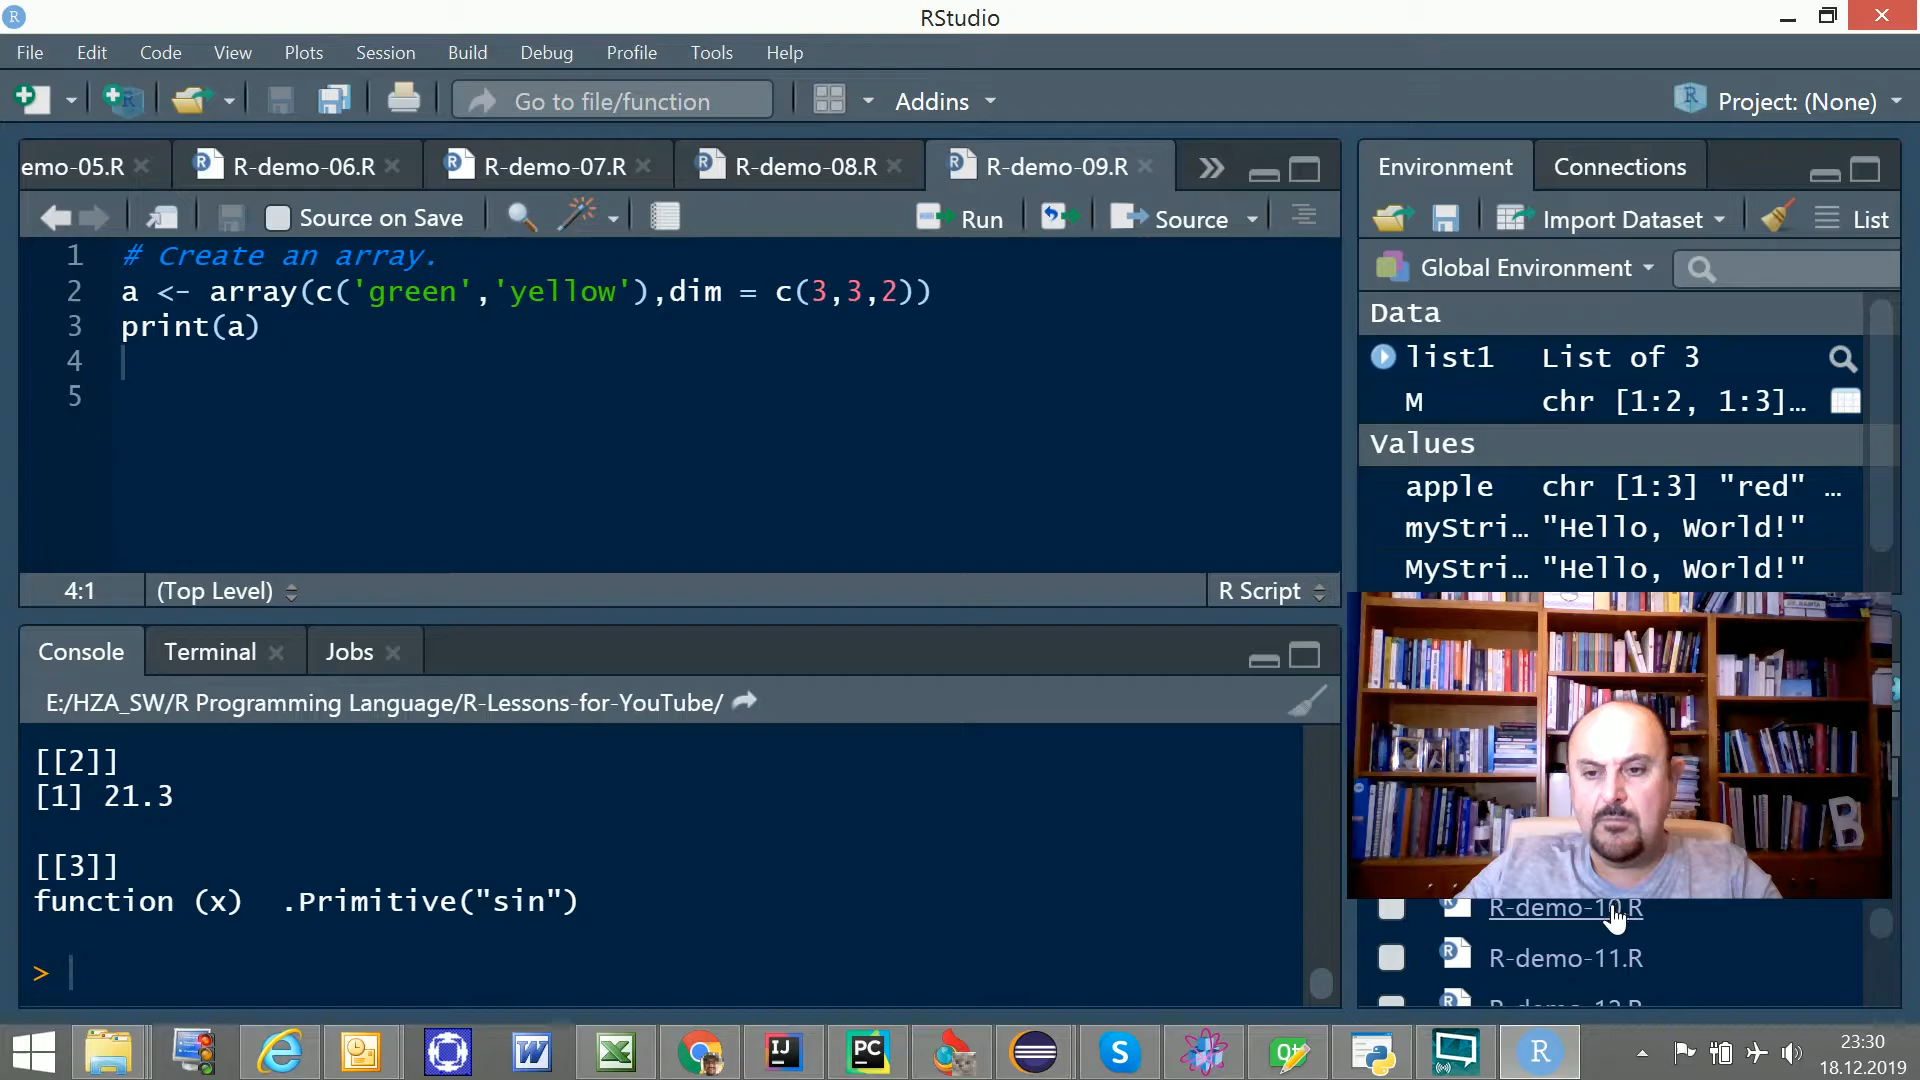 RStudio
File Edit Code View Plots Session Build Debug Profile Tools Help
Go to file/function Addins Project: (None)
emo-05.R R-demo-06.R R-demo-07.R R-demo-08.R R-demo-09.R
Source on Save Run Source
1 # Create an array.
2 a <- array(c('green','yellow'),dim = c(3,3,2))
3 print(a)
4
5
4:1 (Top Level) R Script
Console Terminal Jobs
E:/HZA_SW/R Programming Language/R-Lessons-for-YouTube/
[[2]]
[1] 21.3
[[3]]
function (x) .Primitive("sin")
>
Environment Connections
Import Dataset List
Global Environment
Data
list1 List of 3
M chr [1:2, 1:3]…
Values
apple chr [1:3] "red" …
myStri… "Hello, World!"
MyStri… "Hello, World!"
B
R-demo-10.R
R-demo-11.R
R-demo-12.R
23:30
18.12.2019